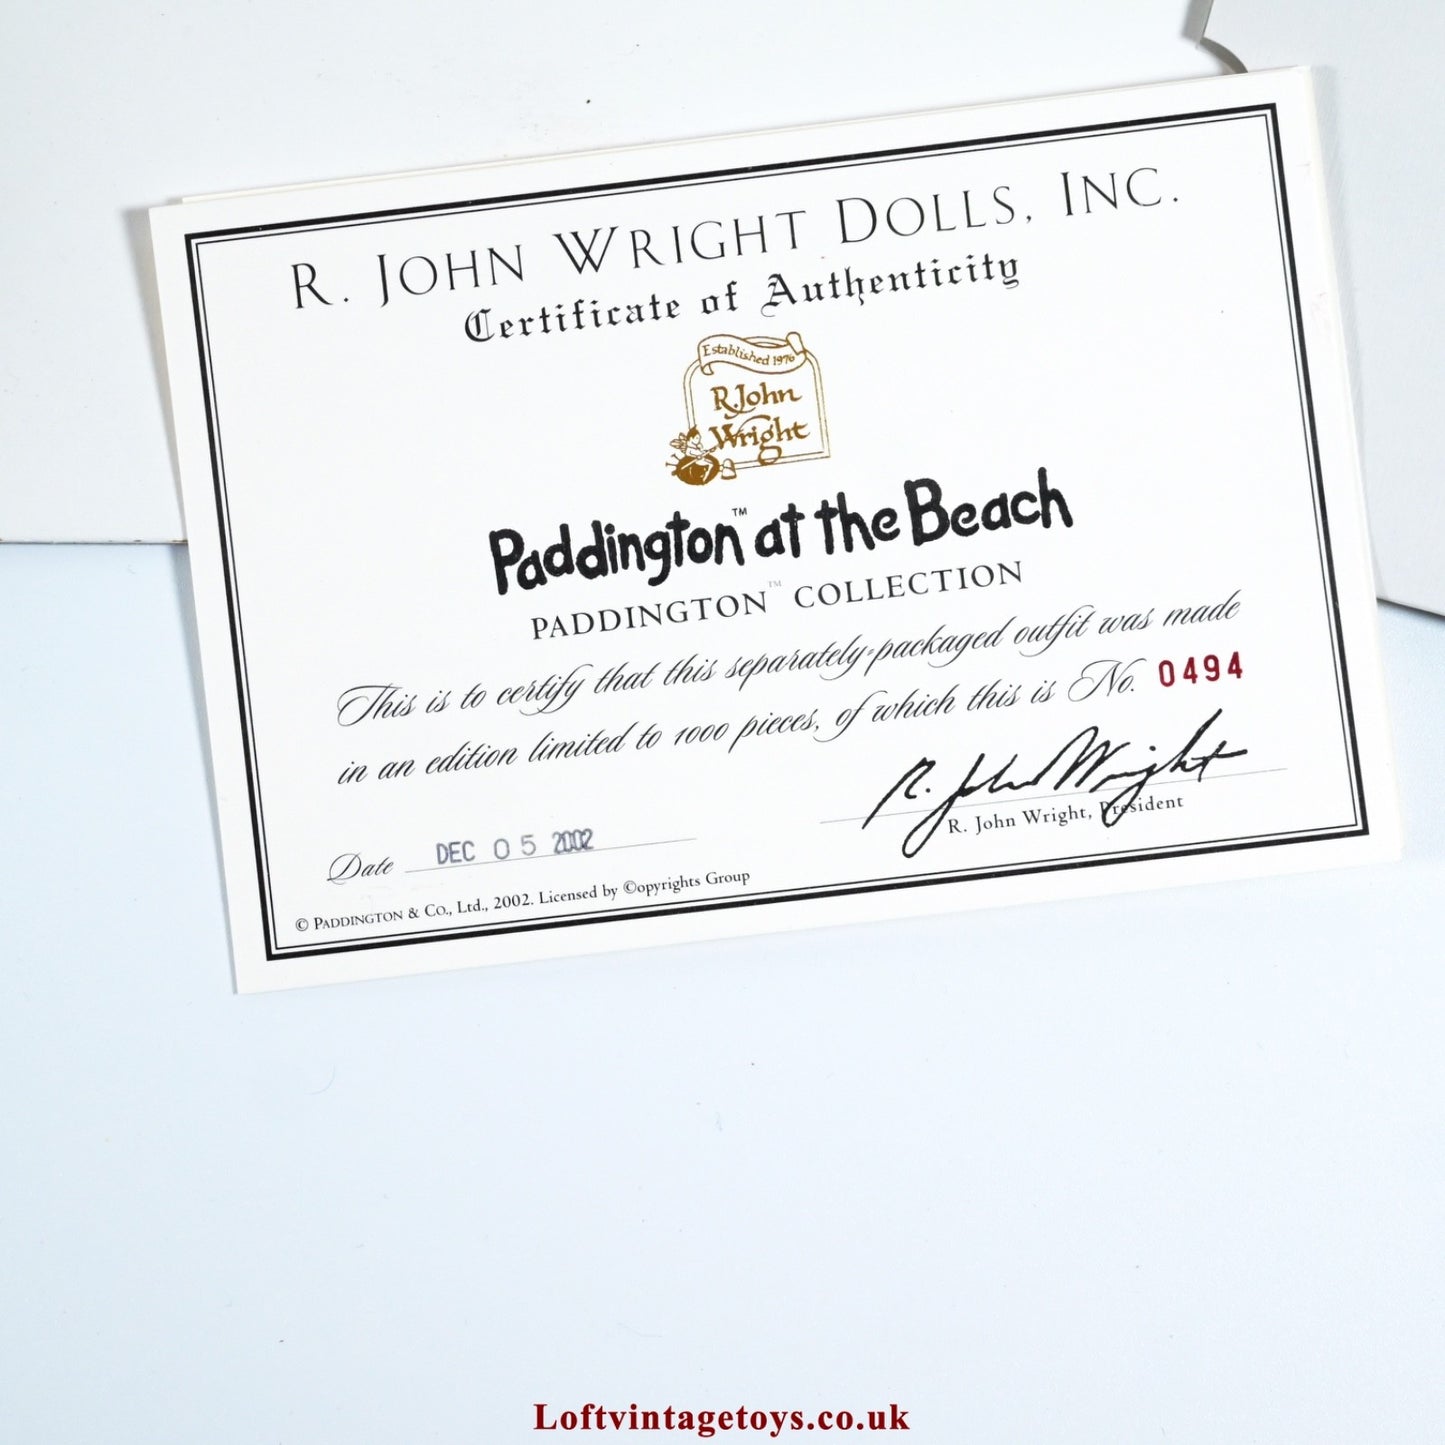 R. JOHN WRIGHT DOLLS, INC.
Certificate of Authenticity
Established 1976
R. John
Wright
Paddington™ at the Beach
PADDINGTON™ COLLECTION
This is to certify that this separately-packaged outfit was made
in an edition limited to 1000 pieces, of which this is No. 0494
R. John Wright
R. John Wright, President
Date DEC 05 2002
© PADDINGTON & Co., Ltd., 2002. Licensed by ©opyrights Group
Loftvintagetoys.co.uk